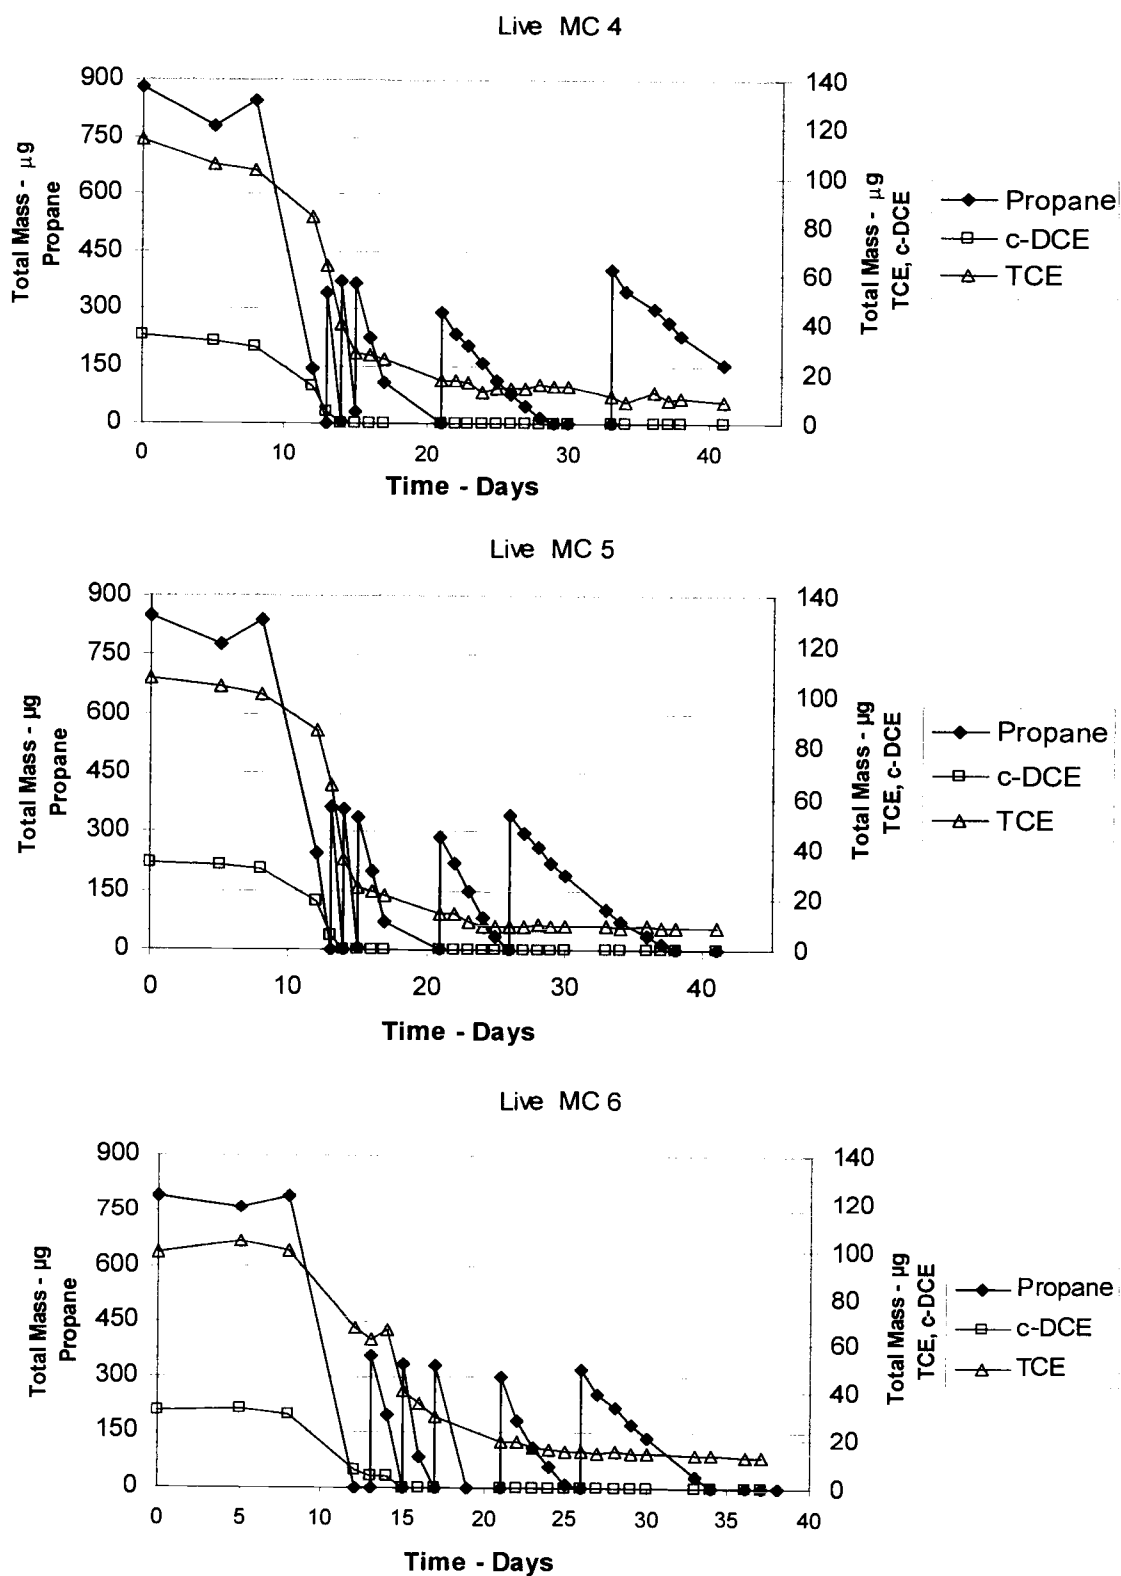 Live MC 4
900
750
600
450
300
150
0
Total Mass - µg
Propane
140
120
100
80
60
40
20
0
Total Mass - µg
TCE, c-DCE
Propane
c-DCE
TCE
0 10 20 30 40
Time - Days
Live MC 5
900
750
600
450
300
150
0
Total Mass - µg
Propane
140
120
100
80
60
40
20
0
Total Mass - µg
TCE, c-DCE
Propane
c-DCE
TCE
0 10 20 30 40
Time - Days
Live MC 6
900
750
600
450
300
150
0
Total Mass - µg
Propane
140
120
100
80
60
40
20
0
Total Mass - µg
TCE, c-DCE
Propane
c-DCE
TCE
0 5 10 15 20 25 30 35 40
Time - Days